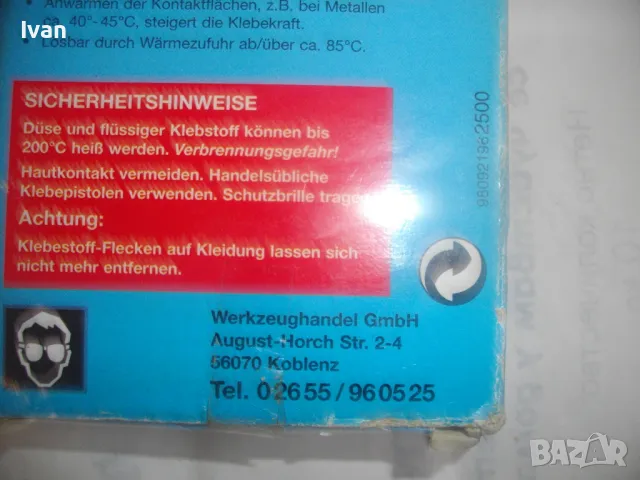 Ivan
• Anwärmen der Kontaktflächen, z.B. bei Metallen
ca. 40°-45°C, steigert die Klebekraft.
• Lösbar durch Wärmezufuhr ab/über ca. 85°C.
SICHERHEITSHINWEISE
Düse und flüssiger Klebstoff können bis
200°C heiß werden. Verbrennungsgefahr!
Hautkontakt vermeiden. Handelsübliche
Klebepistolen verwenden. Schutzbrille tragen
Achtung:
Klebestoff-Flecken auf Kleidung lassen sich
nicht mehr entfernen.
980921962500
Werkzeughandel GmbH
August-Horch Str. 2-4
56070 Koblenz
Tel. 02655/960525
BAZAR.bg